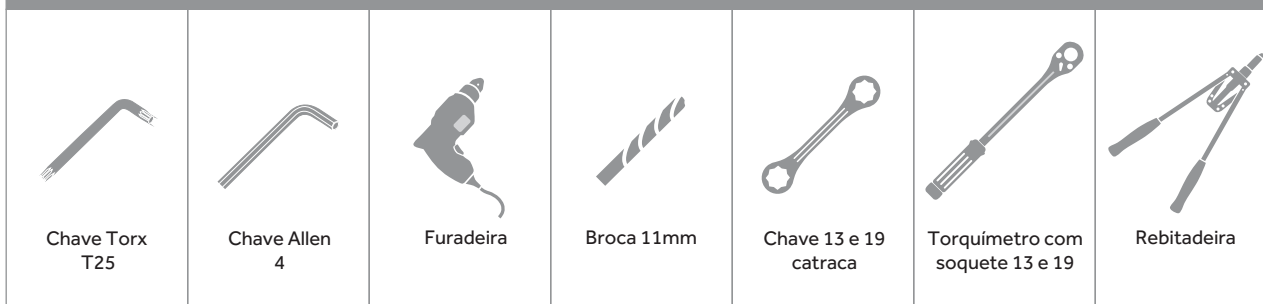 Chave Torx
T25
Chave Allen
4
Furadeira
Broca 11mm
Chave 13 e 19
catraca
Torquímetro com
soquete 13 e 19
Rebitadeira